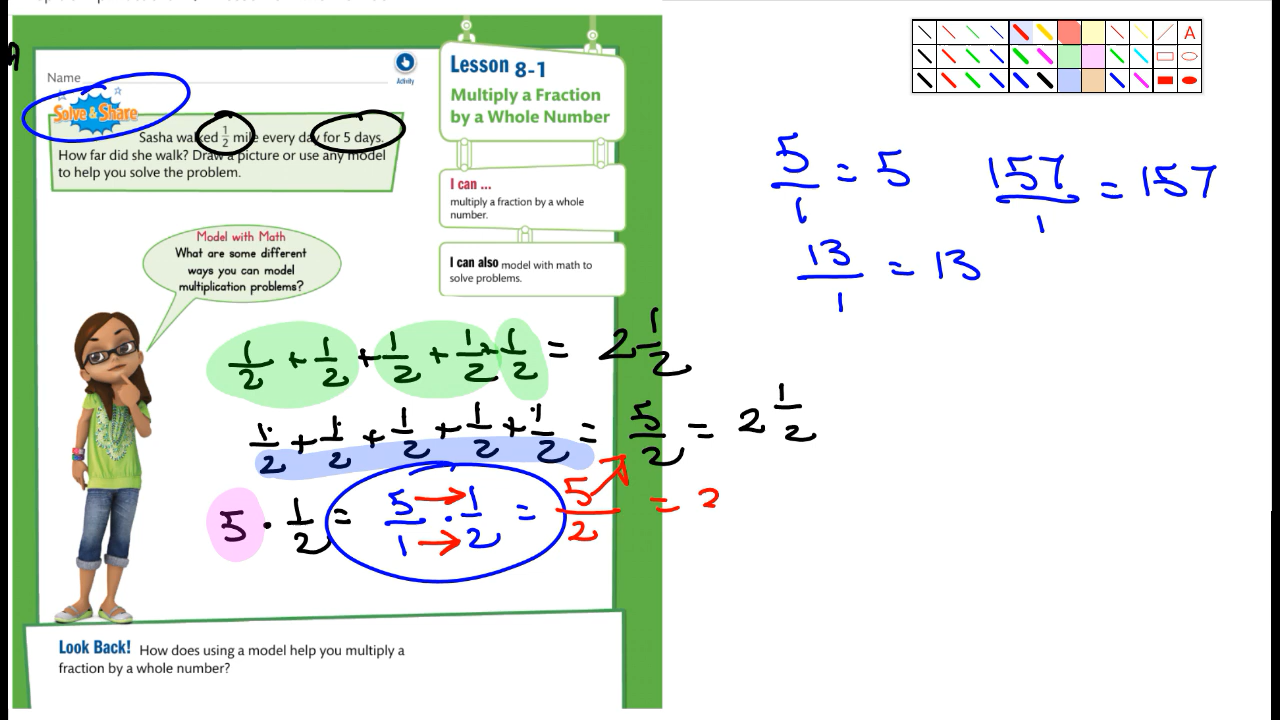 Name
Activity
Solve & Share
Sasha walked 1/2 mile every day for 5 days.
How far did she walk? Draw a picture or use any model
to help you solve the problem.
Lesson 8-1
Multiply a Fraction
by a Whole Number
I can ...
multiply a fraction by a whole
number.
I can also model with math to
solve problems.
Model with Math
What are some different
ways you can model
multiplication problems?
5/1 = 5
157/1 = 157
13/1 = 13
1/2 + 1/2 + 1/2 + 1/2 + 1/2 = 2 1/2
1/2 + 1/2 + 1/2 + 1/2 + 1/2 = 5/2 = 2 1/2
5 · 1/2 = 5/1 · 1/2 = 5/2 = 2
Look Back! How does using a model help you multiply a
fraction by a whole number?
A